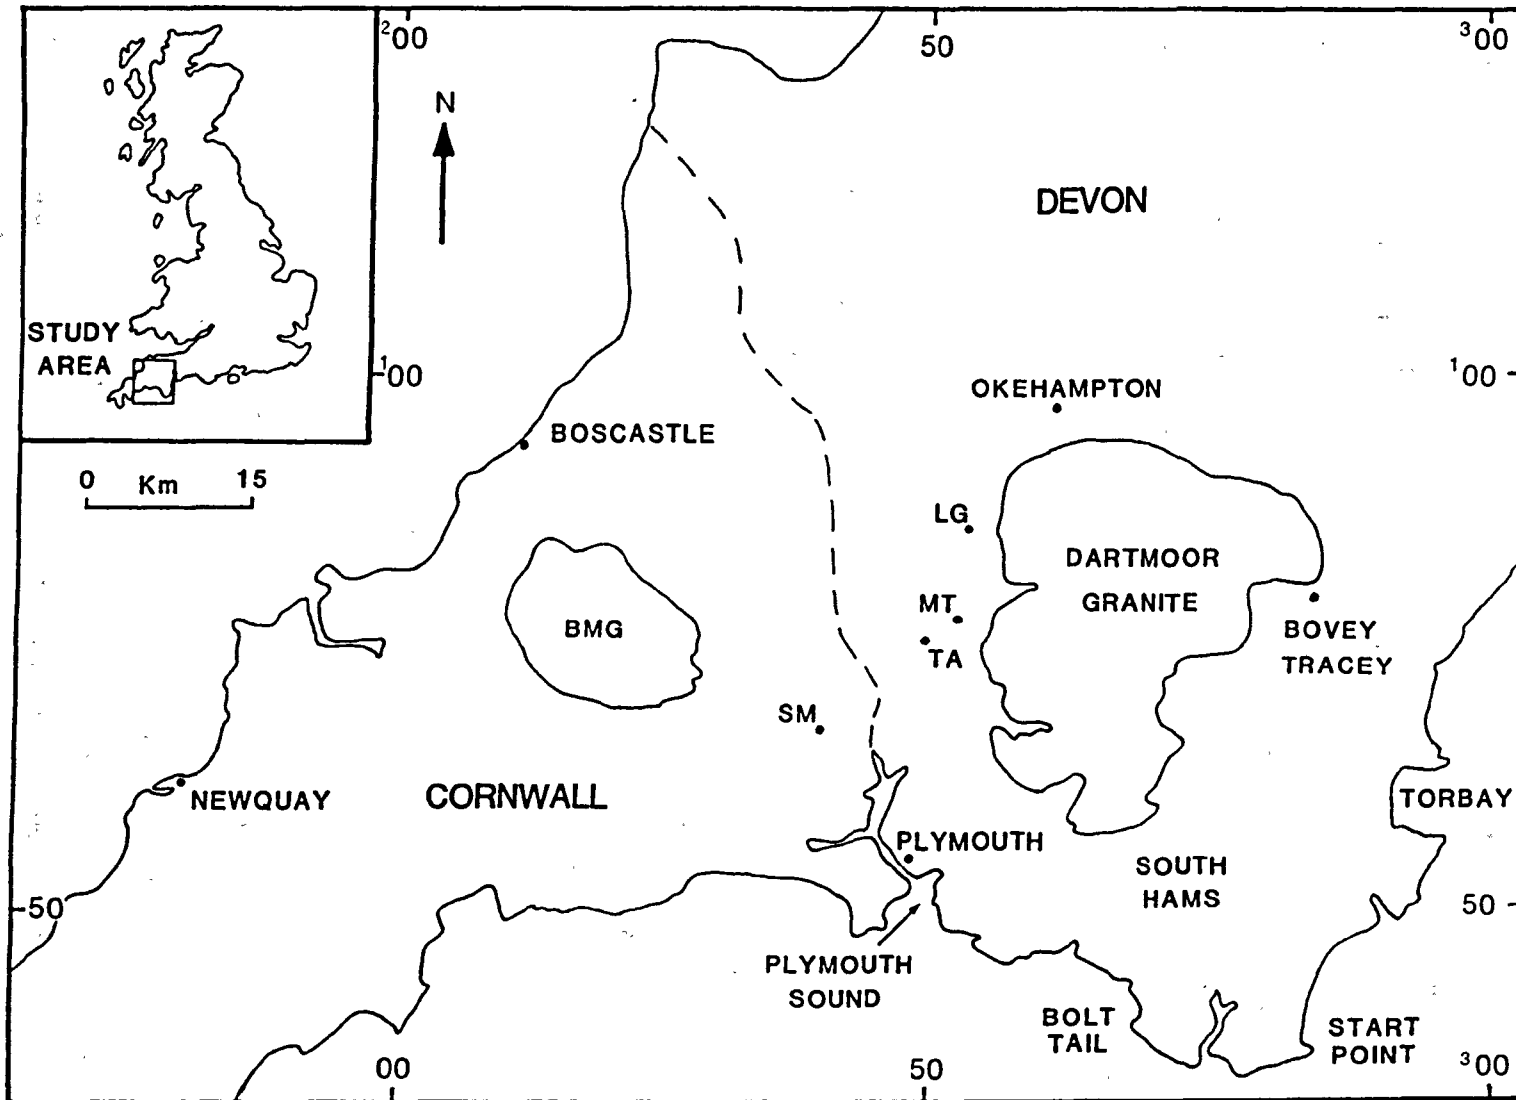 ²00
50
³00
N
DEVON
STUDY
AREA
¹00
¹00
OKEHAMPTON
BOSCASTLE
0 Km 15
LG
DARTMOOR
GRANITE
MT
BMG
BOVEY
TRACEY
TA
SM
NEWQUAY
CORNWALL
TORBAY
PLYMOUTH
SOUTH
HAMS
50
50
PLYMOUTH
SOUND
BOLT
TAIL
START
POINT
00
50
³00